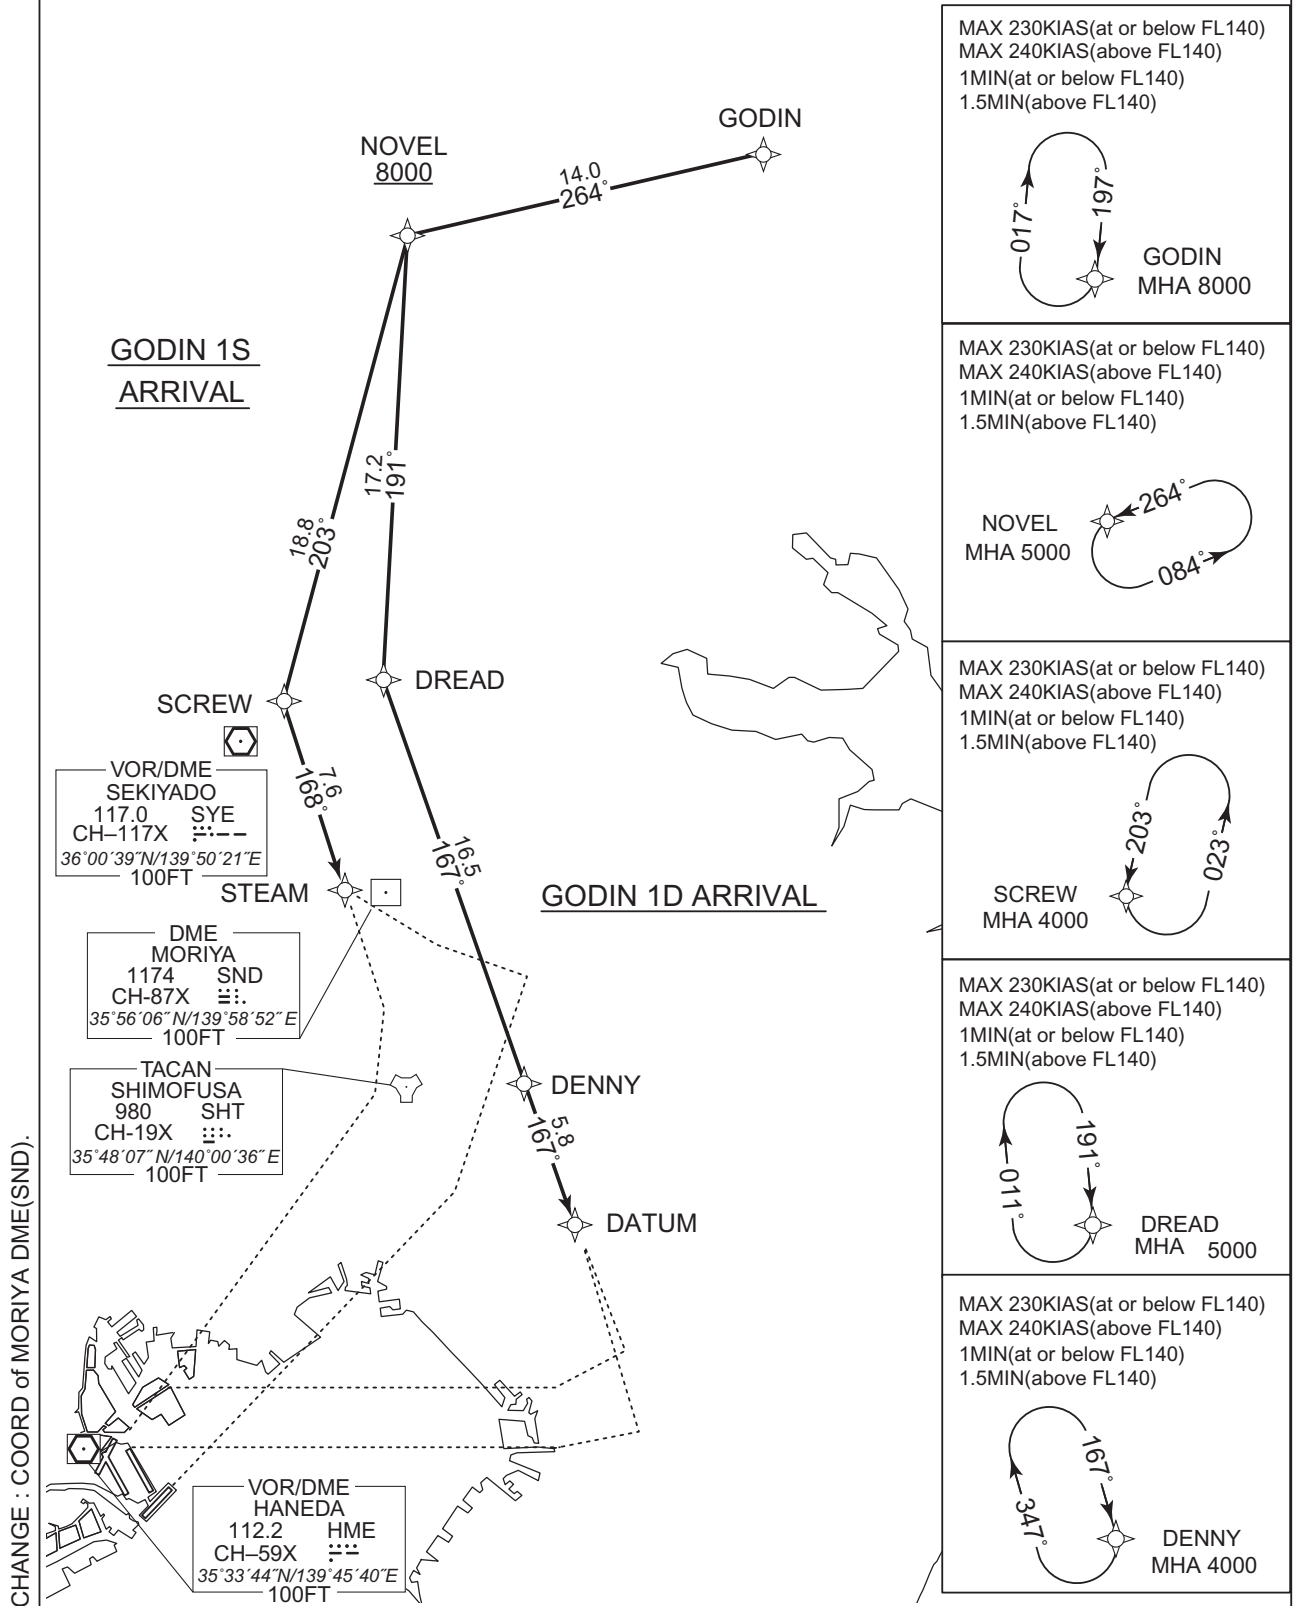 GODIN
NOVEL
8000
14.0
264°
GODIN 1S
ARRIVAL
17.2
191°
18.8
203°
DREAD
SCREW
VOR/DME
SEKIYADO
117.0 SYE
CH–117X
36°00′39″N/139°50′21″E
100FT
7.6
168°
16.5
167°
STEAM
GODIN 1D ARRIVAL
DME
MORIYA
1174 SND
CH-87X
35°56′06″N/139°58′52″E
100FT
TACAN
SHIMOFUSA
980 SHT
CH-19X
35°48′07″N/140°00′36″E
100FT
DENNY
5.8
167°
DATUM
VOR/DME
HANEDA
112.2 HME
CH–59X
35°33′44″N/139°45′40″E
100FT
CHANGE : COORD of MORIYA DME(SND).
MAX 230KIAS(at or below FL140)
MAX 240KIAS(above FL140)
1MIN(at or below FL140)
1.5MIN(above FL140)
017°
197°
GODIN
MHA 8000
MAX 230KIAS(at or below FL140)
MAX 240KIAS(above FL140)
1MIN(at or below FL140)
1.5MIN(above FL140)
264°
NOVEL
MHA 5000
084°
MAX 230KIAS(at or below FL140)
MAX 240KIAS(above FL140)
1MIN(at or below FL140)
1.5MIN(above FL140)
203°
023°
SCREW
MHA 4000
MAX 230KIAS(at or below FL140)
MAX 240KIAS(above FL140)
1MIN(at or below FL140)
1.5MIN(above FL140)
191°
011°
DREAD
MHA 5000
MAX 230KIAS(at or below FL140)
MAX 240KIAS(above FL140)
1MIN(at or below FL140)
1.5MIN(above FL140)
167°
347°
DENNY
MHA 4000